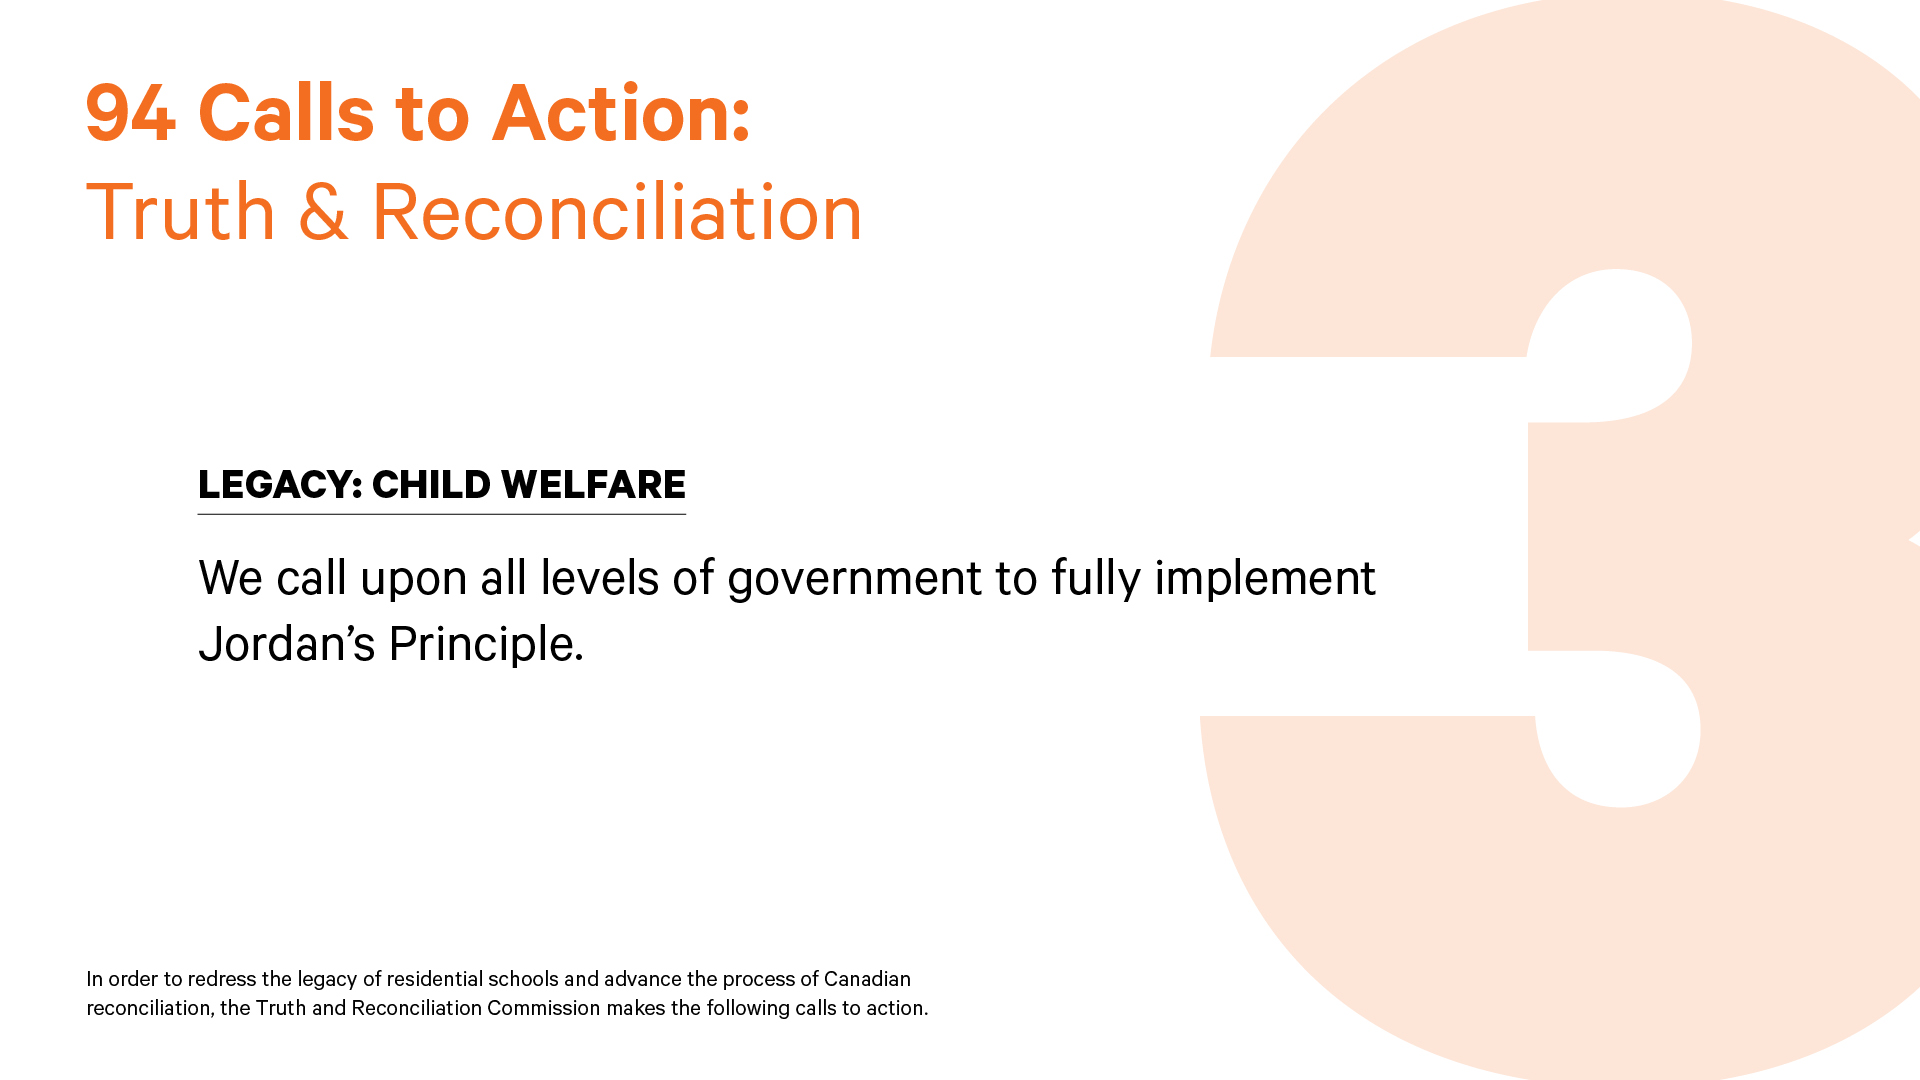 94 Calls to Action:
Truth & Reconciliation
3
LEGACY: CHILD WELFARE
We call upon all levels of government to fully implement
Jordan’s Principle.
In order to redress the legacy of residential schools and advance the process of Canadian
reconciliation, the Truth and Reconciliation Commission makes the following calls to action.